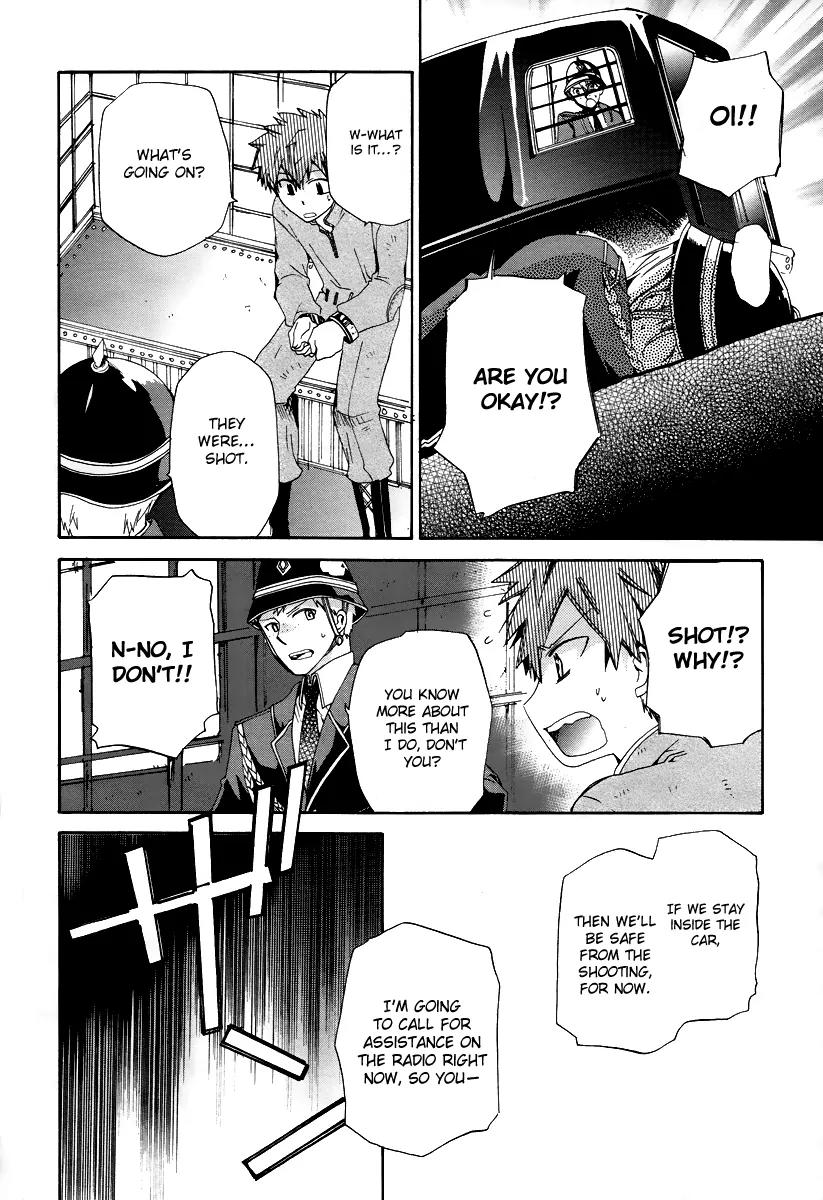 OI!!
ARE YOU
OKAY!?
W-WHAT
IS IT...?
WHAT'S
GOING ON?
THEY
WERE...
SHOT.
SHOT!?
WHY!?
YOU KNOW
MORE ABOUT
THIS THAN
I DO, DON'T
YOU?
N-NO, I
DON'T!!
IF WE STAY
INSIDE THE
CAR,
THEN WE'LL
BE SAFE
FROM THE
SHOOTING,
FOR NOW.
I'M GOING
TO CALL FOR
ASSISTANCE ON
THE RADIO RIGHT
NOW, SO YOU—